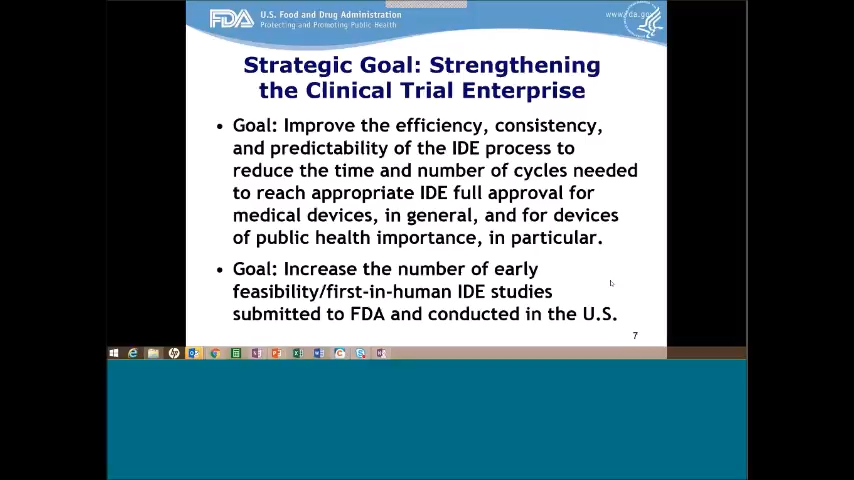 FDA U.S. Food and Drug Administration
Protecting and Promoting Public Health
www.fda.gov
Strategic Goal: Strengthening
the Clinical Trial Enterprise
• Goal: Improve the efficiency, consistency,
and predictability of the IDE process to
reduce the time and number of cycles needed
to reach appropriate IDE full approval for
medical devices, in general, and for devices
of public health importance, in particular.
• Goal: Increase the number of early
feasibility/first-in-human IDE studies
submitted to FDA and conducted in the U.S.
7